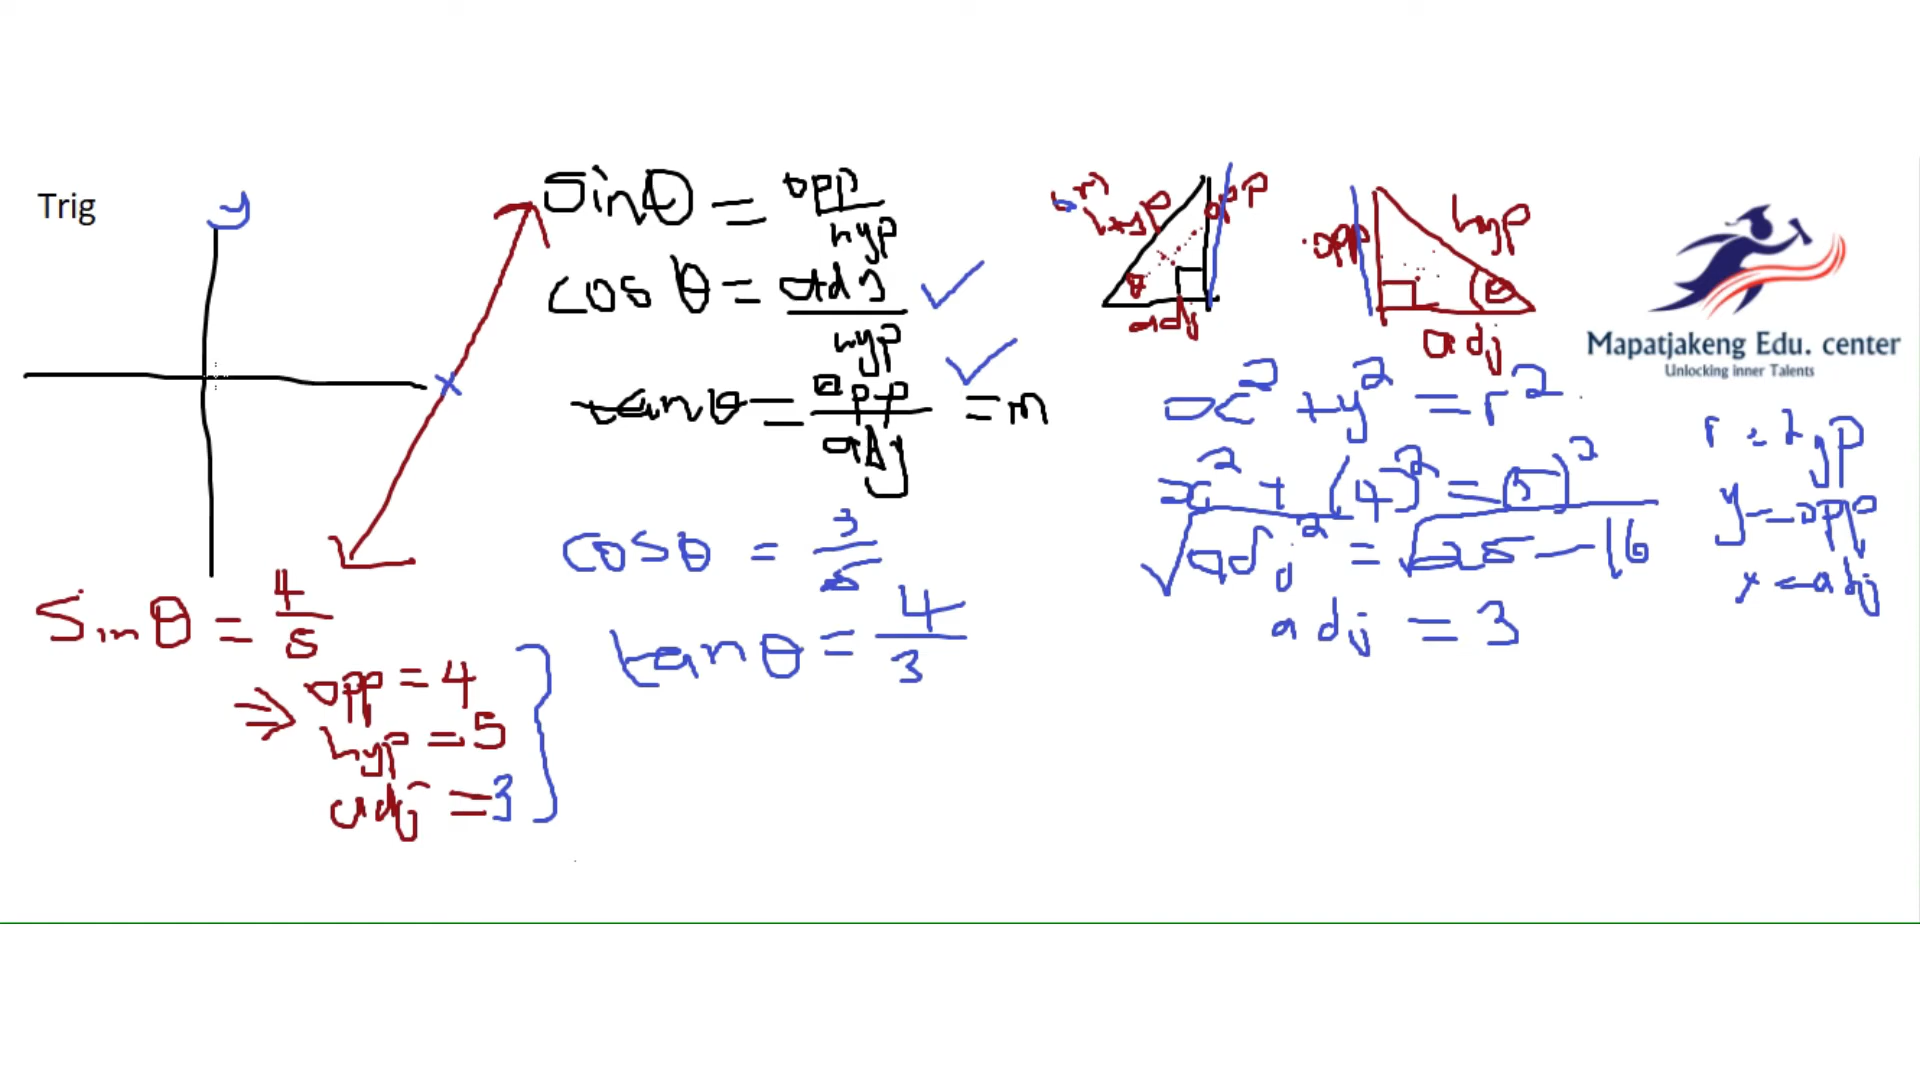 Trig
y
x
sinθ = opp/hyp
cosθ = adj/hyp
tanθ = opp/adj = m
cosθ = 3/5
tanθ = 4/3
sinθ = 4/5
⇒ opp = 4
hyp = 5
adj = 3
hyp
opp
θ
adj
opp
hyp
θ
adj
Mapatjakeng Edu. center
Unlocking inner Talents
x² + y² = r²
x² + (4)² = (5)²
√adj² = √25 - 16
adj = 3
r = hyp
y = opp
x = adj